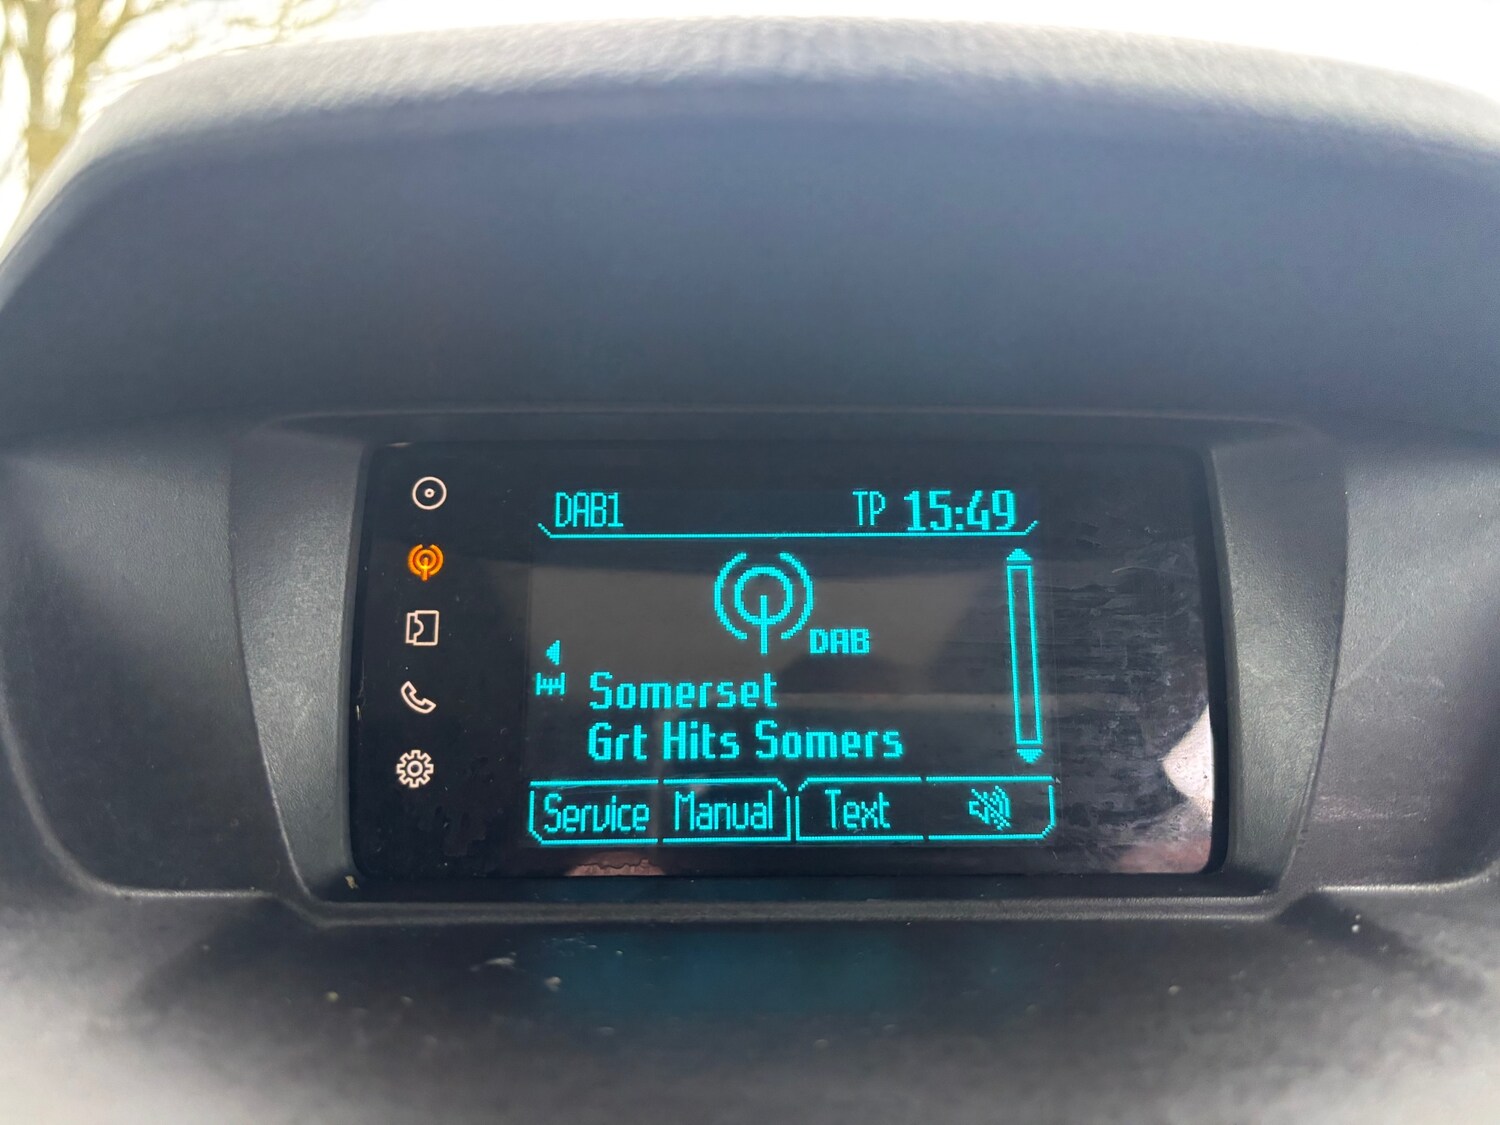 DAB1 TP 15:49
DAB
Somerset
Grt Hits Somers
Service Manual Text